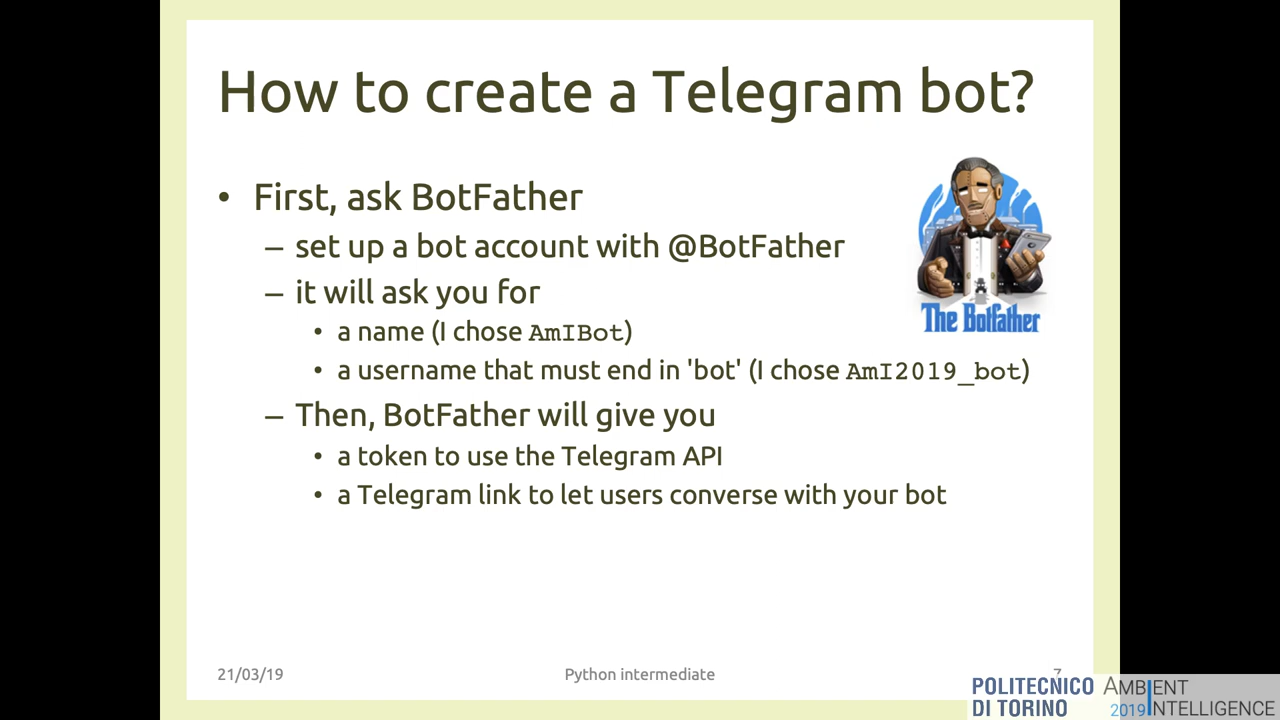 How to create a Telegram bot?
• First, ask BotFather
– set up a bot account with @BotFather
– it will ask you for
• a name (I chose AmIBot)
• a username that must end in 'bot' (I chose AmI2019_bot)
– Then, BotFather will give you
• a token to use the Telegram API
• a Telegram link to let users converse with your bot
The Botfather
21/03/19
Python intermediate
7
POLITECNICO
DI TORINO
AMBIENT
2019 INTELLIGENCE